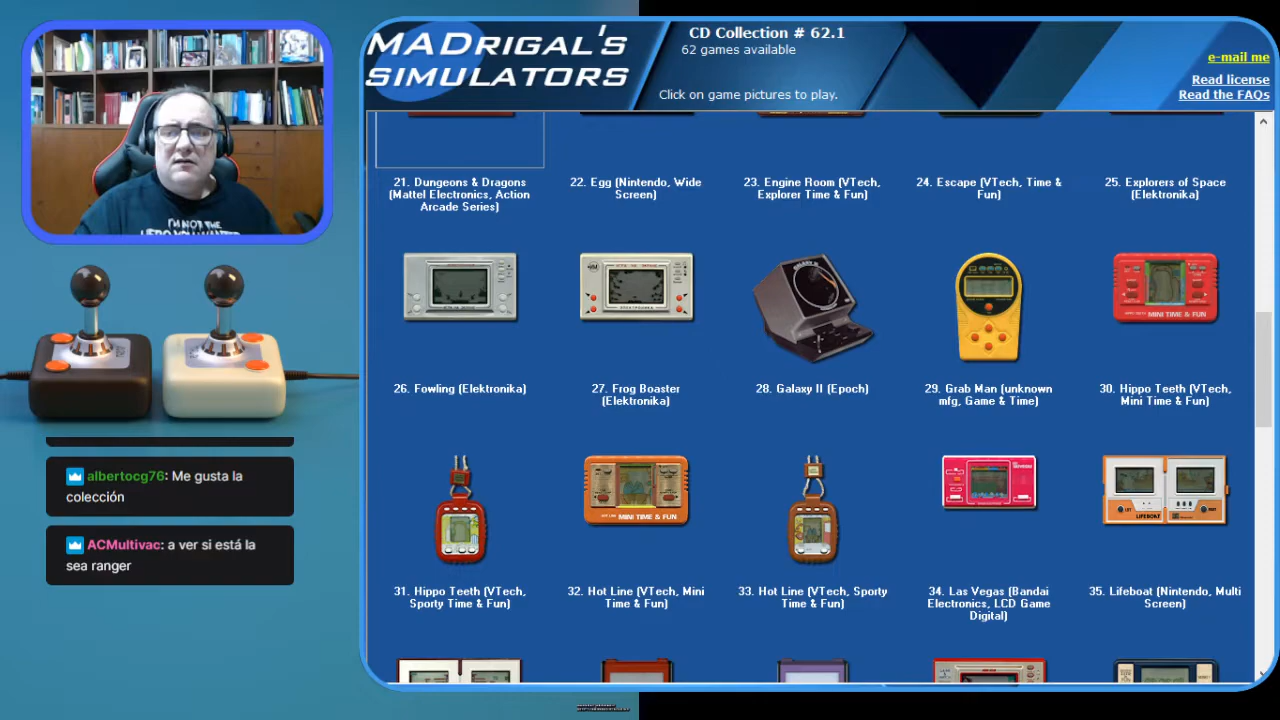 I'M NOT THE
HERO YOU WANTED
albertocg76: Me gusta la
colección
ACMultivac: a ver si está la
sea ranger
MADRIGAL'S
SIMULATORS
CD Collection # 62.1
62 games available
Click on game pictures to play.
e-mail me
Read license
Read the FAQs
21. Dungeons & Dragons
(Mattel Electronics, Action
Arcade Series)
22. Egg (Nintendo, Wide
Screen)
23. Engine Room (VTech,
Explorer Time & Fun)
24. Escape (VTech, Time &
Fun)
25. Explorers of Space
(Elektronika)
26. Fowling (Elektronika)
27. Frog Boaster
(Elektronika)
28. Galaxy II (Epoch)
29. Grab Man (unknown
mfg, Game & Time)
MINI TIME & FUN
30. Hippo Teeth (VTech,
Mini Time & Fun)
31. Hippo Teeth (VTech,
Sporty Time & Fun)
MINI TIME & FUN
32. Hot Line (VTech, Mini
Time & Fun)
33. Hot Line (VTech, Sporty
Time & Fun)
34. Las Vegas (Bandai
Electronics, LCD Game
Digital)
LIFEBOAT
35. Lifeboat (Nintendo, Multi
Screen)